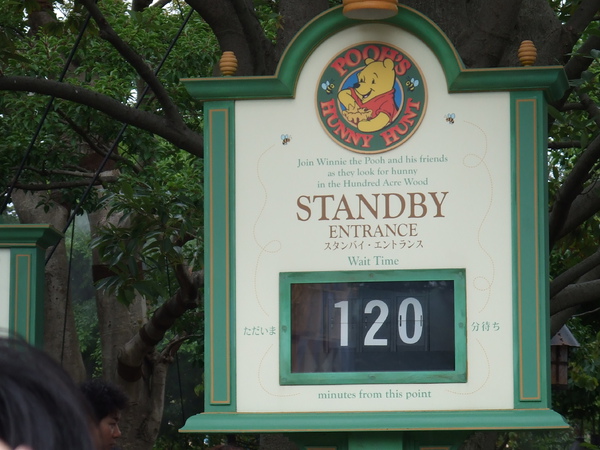 POOH'S
HUNNY HUNT
Join Winnie the Pooh and his friends
as they look for hunny
in the Hundred Acre Wood
STANDBY
ENTRANCE
スタンバイ・エントランス
Wait Time
ただいま 120 分待ち
minutes from this point